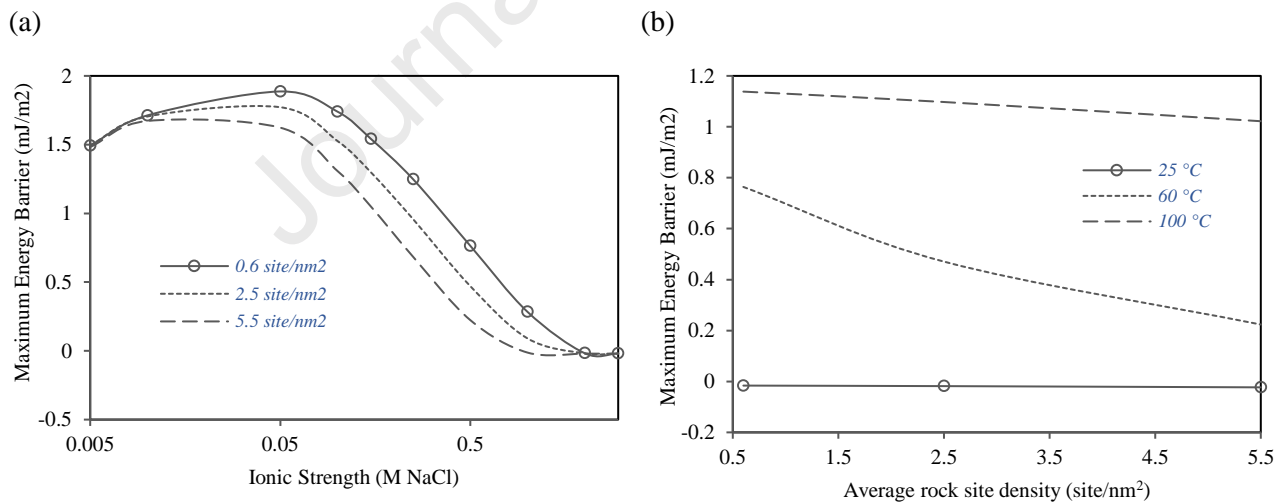 (a)
(b)
Journa
Maximum Energy Barrier (mJ/m2)
2
1.5
1
0.5
0
-0.5
0.005
0.05
0.5
Ionic Strength (M NaCl)
0.6 site/nm2
2.5 site/nm2
5.5 site/nm2
Maximum Energy Barrier (mJ/m2)
1.2
1
0.8
0.6
0.4
0.2
0
-0.2
0.5
1.5
2.5
3.5
4.5
5.5
Average rock site density (site/nm²)
25 °C
60 °C
100 °C